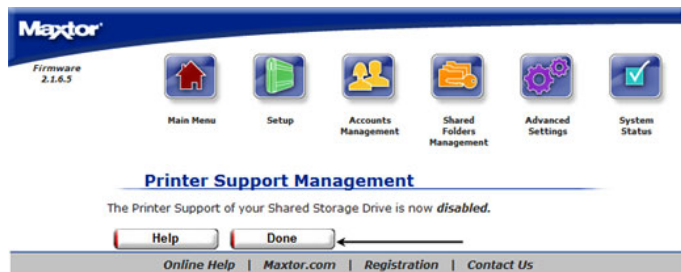 Maxtor
Firmware
2.1.6.5
Main Menu
Setup
Accounts
Management
Shared
Folders
Management
Advanced
Settings
System
Status
Printer Support Management
The Printer Support of your Shared Storage Drive is now disabled.
Help
Done
Online Help | Maxtor.com | Registration | Contact Us